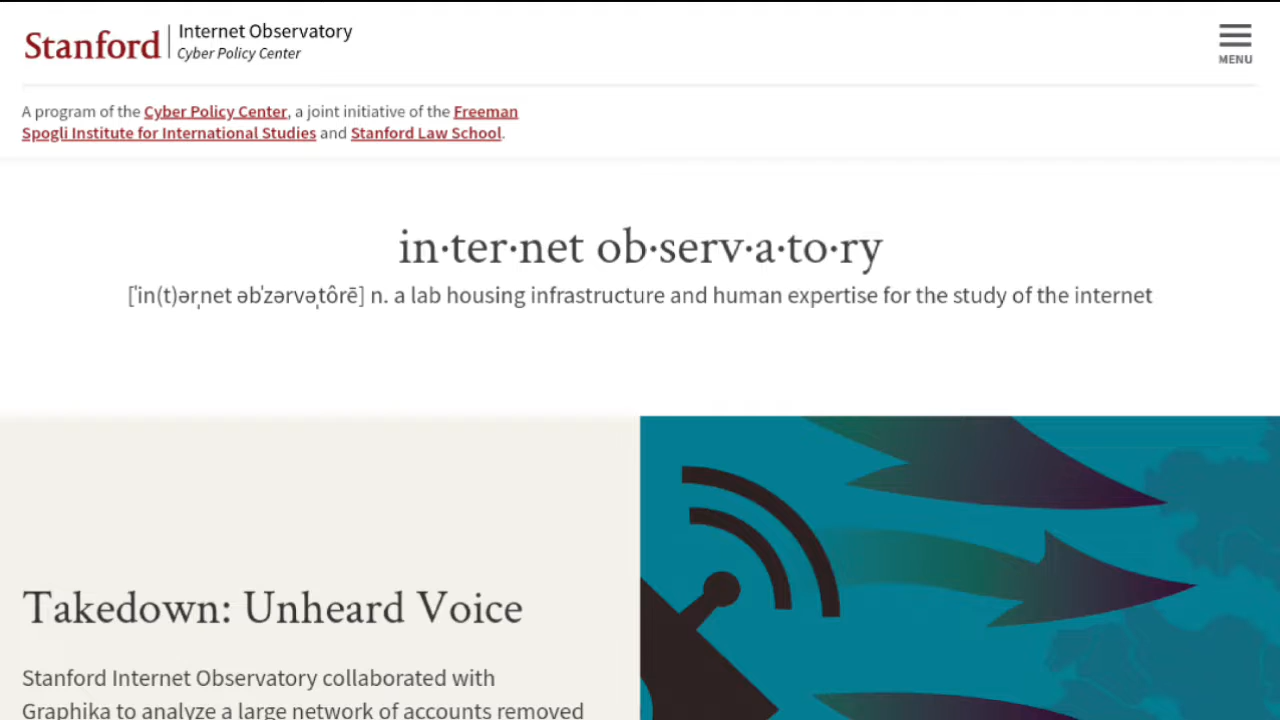 Stanford
Internet Observatory
Cyber Policy Center
MENU
A program of the Cyber Policy Center, a joint initiative of the Freeman
Spogli Institute for International Studies and Stanford Law School.
in·ter·net ob·serv·a·to·ry
[ˈin(t)ərˌnet əbˈzərvəˌtôrē] n. a lab housing infrastructure and human expertise for the study of the internet
Takedown: Unheard Voice
Stanford Internet Observatory collaborated with
Graphika to analyze a large network of accounts removed